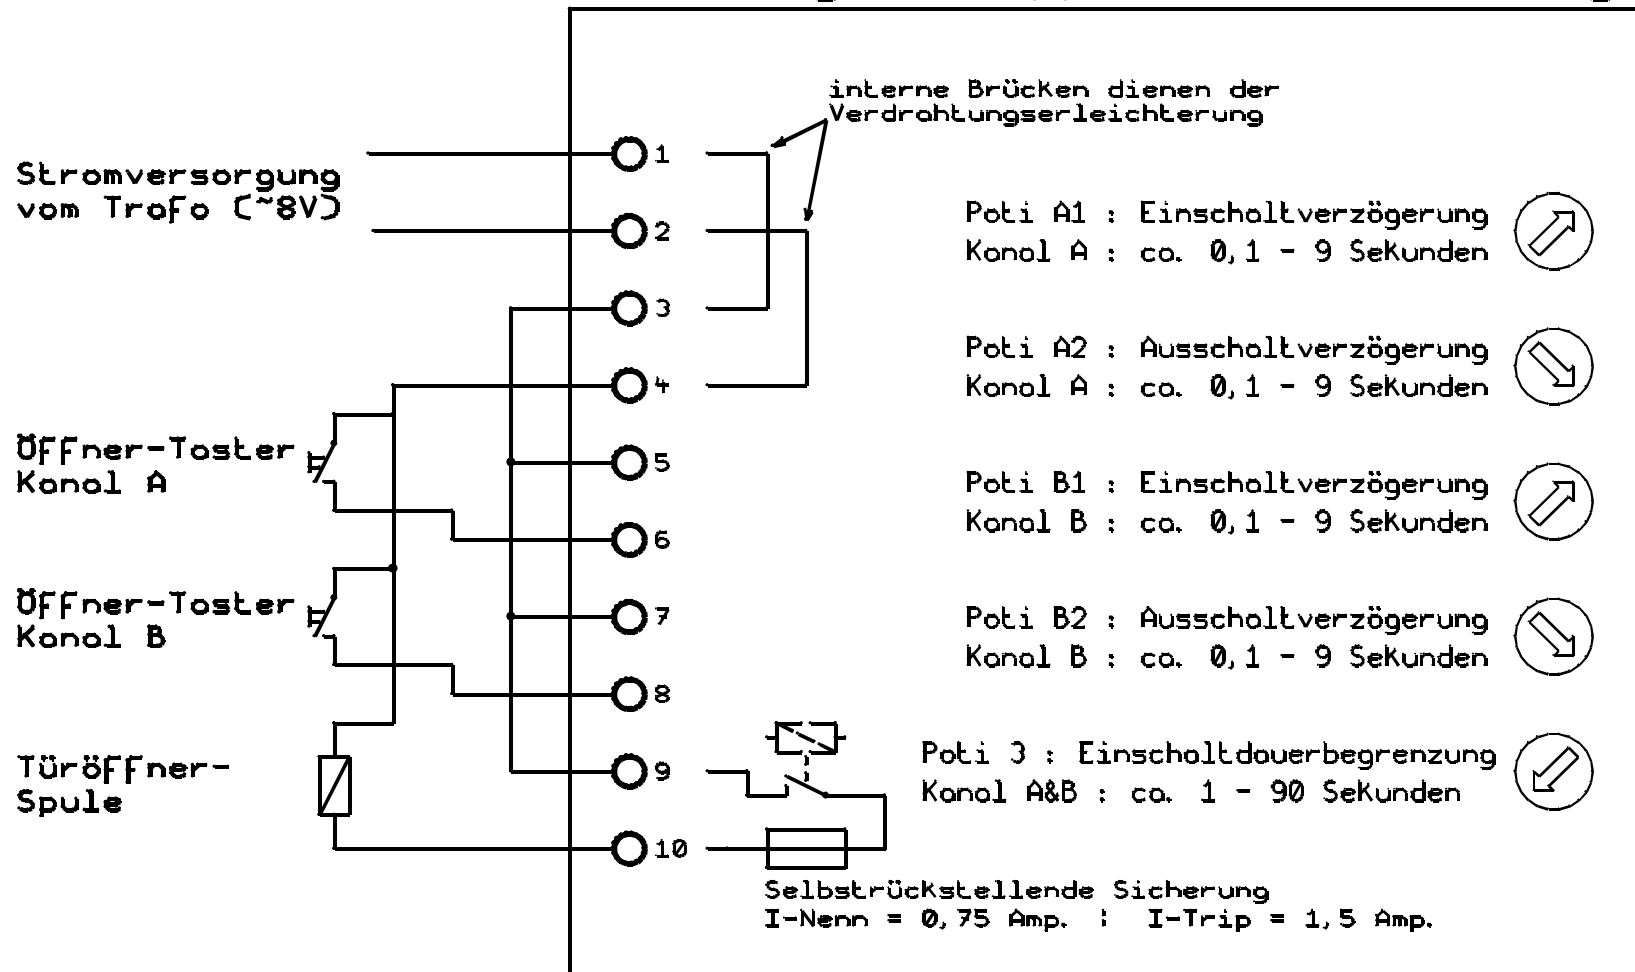 interne Brücken dienen der
Verdrahtungserleichterung
Stromversorgung
vom Trafo (~8V)
1
2
3
4
5
6
7
8
9
10
Öffner-Taster
Kanal A
Öffner-Taster
Kanal B
Türöffner-
Spule
Poti A1 : Einschaltverzögerung
Kanal A : ca. 0,1 - 9 Sekunden
Poti A2 : Ausschaltverzögerung
Kanal A : ca. 0,1 - 9 Sekunden
Poti B1 : Einschaltverzögerung
Kanal B : ca. 0,1 - 9 Sekunden
Poti B2 : Ausschaltverzögerung
Kanal B : ca. 0,1 - 9 Sekunden
Poti 3 : Einschaltdauerbegrenzung
Kanal A&B : ca. 1 - 90 Sekunden
Selbstrückstellende Sicherung
I-Nenn = 0,75 Amp. ; I-Trip = 1,5 Amp.